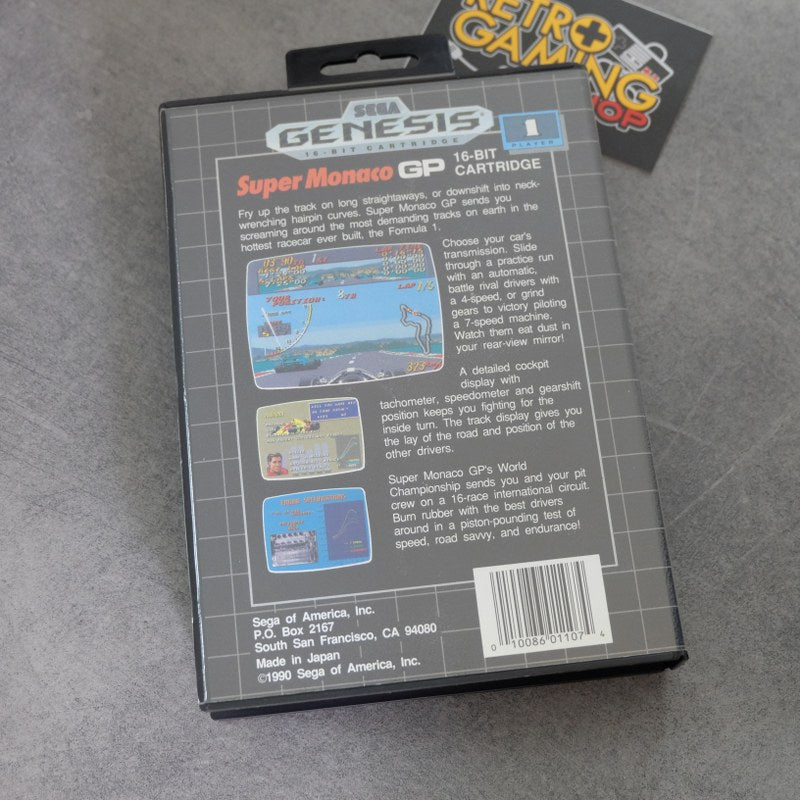 RETRO
GAMING
SHOP
SEGA
GENESIS
16-BIT CARTRIDGE
1
PLAYER
Super Monaco GP 16-BIT
CARTRIDGE
Fry up the track on long straightaways, or downshift into neck-
wrenching hairpin curves. Super Monaco GP sends you
screaming around the most demanding tracks on earth in the
hottest racecar ever built, the Formula 1.
Choose your car's
transmission. Slide
through a practice run
with an automatic,
battle rival drivers with
a 4-speed, or grind
gears to victory piloting
a 7-speed machine.
Watch them eat dust in
your rear-view mirror!
YOUR
POSITION:
LAP
A detailed cockpit
display with
tachometer, speedometer and gearshift
position keeps you fighting for the
inside turn. The track display gives you
the lay of the road and position of the
other drivers.
Super Monaco GP's World
Championship sends you and your pit
crew on a 16-race international circuit.
Burn rubber with the best drivers
around in a piston-pounding test of
speed, road savvy, and endurance!
Sega of America, Inc.
P.O. Box 2167
South San Francisco, CA 94080
Made in Japan
©1990 Sega of America, Inc.
0 10086 01107 4